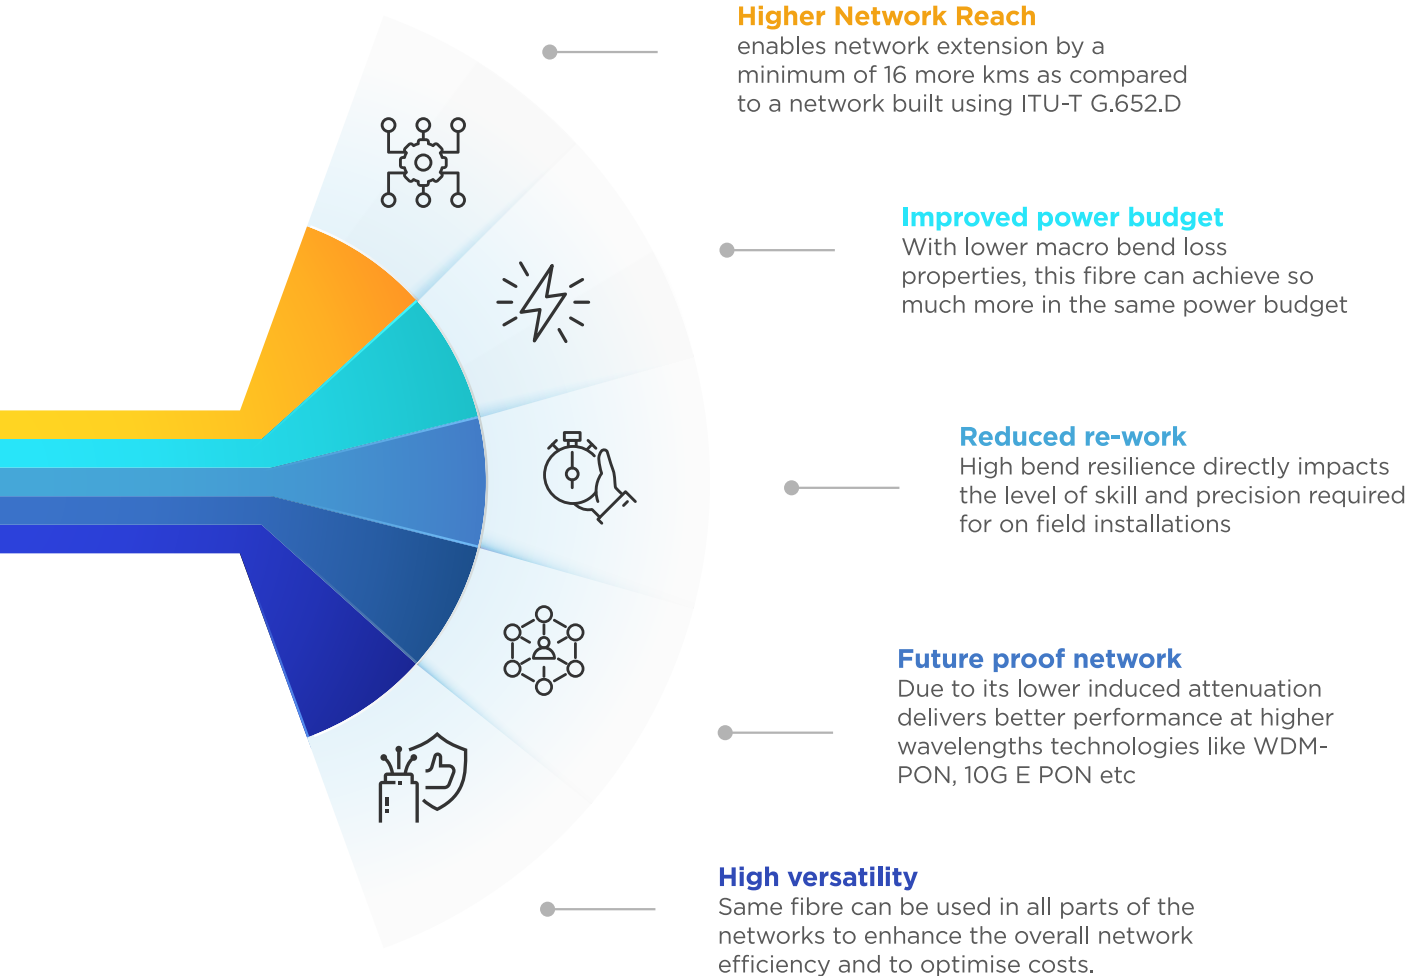 Higher Network Reach
enables network extension by a
minimum of 16 more kms as compared
to a network built using ITU-T G.652.D
Improved power budget
With lower macro bend loss
properties, this fibre can achieve so
much more in the same power budget
Reduced re-work
High bend resilience directly impacts
the level of skill and precision required
for on field installations
Future proof network
Due to its lower induced attenuation
delivers better performance at higher
wavelengths technologies like WDM-
PON, 10G E PON etc
High versatility
Same fibre can be used in all parts of the
networks to enhance the overall network
efficiency and to optimise costs.